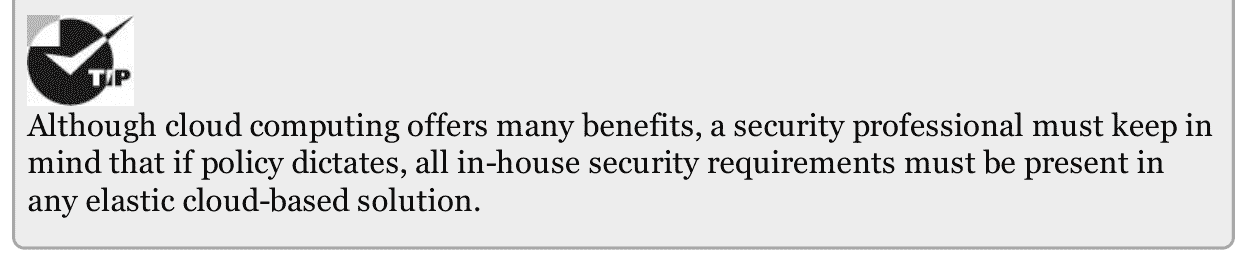 TIP
Although cloud computing offers many benefits, a security professional must keep in
mind that if policy dictates, all in-house security requirements must be present in
any elastic cloud-based solution.